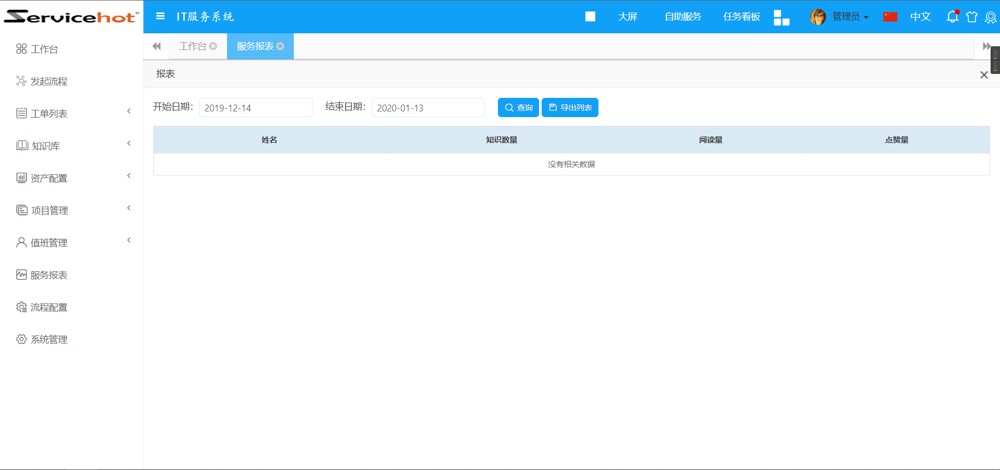 Servicehot®
IT服务系统
大屏
自助服务
任务看板
管理员
中文
工作台
发起流程
工单列表
知识库
资产配置
项目管理
值班管理
服务报表
流程配置
系统管理
工作台
服务报表
报表
开始日期：
2019-12-14
结束日期：
2020-01-13
查询
导出列表
姓名 知识数量 阅读量 点赞量
没有相关数据